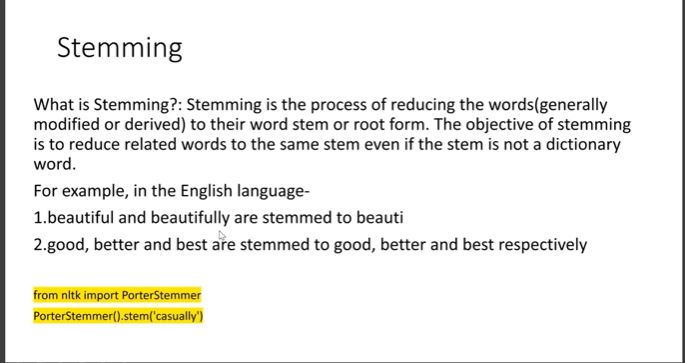 Stemming
What is Stemming?: Stemming is the process of reducing the words(generally
modified or derived) to their word stem or root form. The objective of stemming
is to reduce related words to the same stem even if the stem is not a dictionary
word.
For example, in the English language-
1.beautiful and beautifully are stemmed to beauti
2.good, better and best are stemmed to good, better and best respectively
from nltk import PorterStemmer
PorterStemmer().stem('casually')